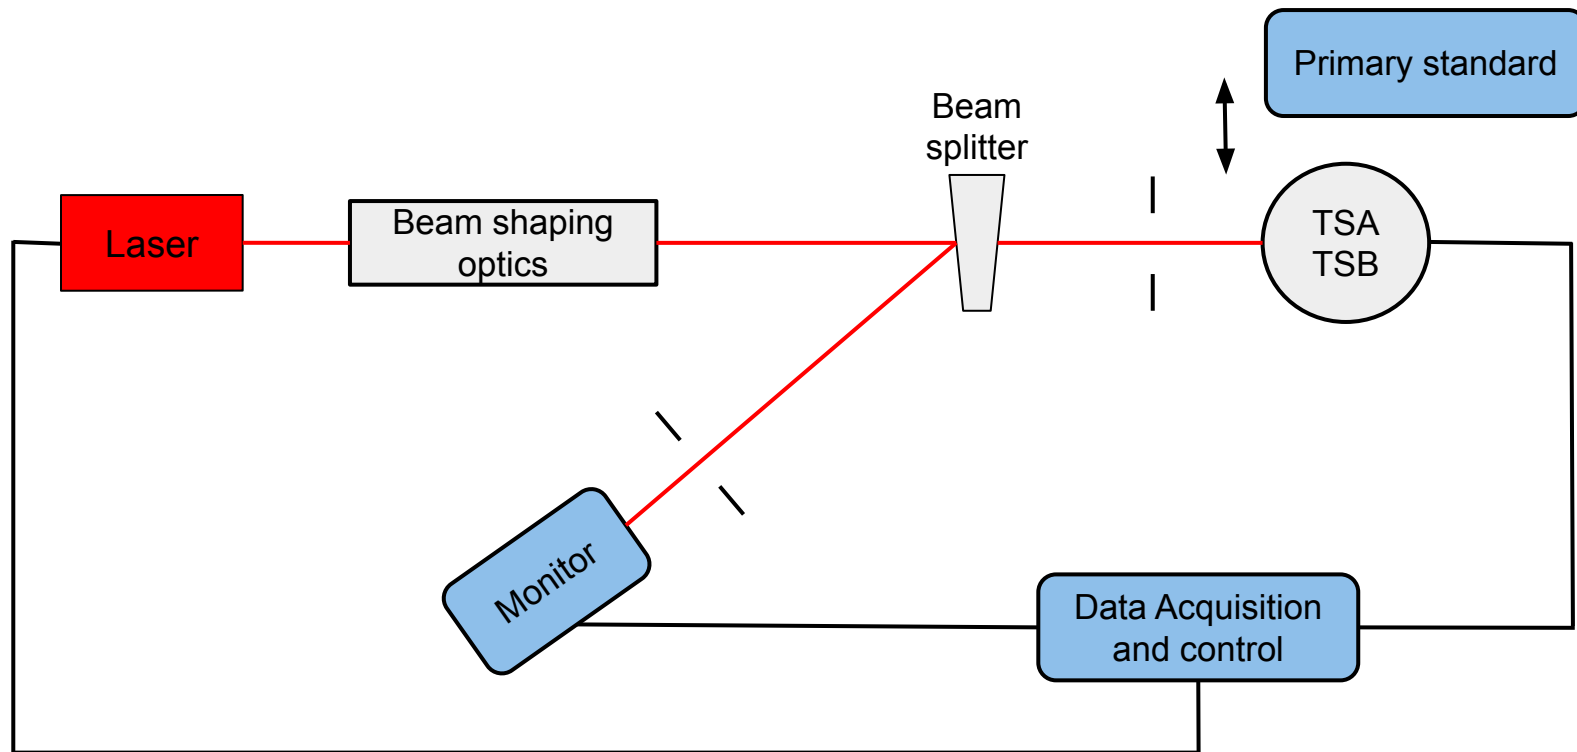 Primary standard
Beam
splitter
Laser
Beam shaping
optics
TSA
TSB
Monitor
Data Acquisition
and control